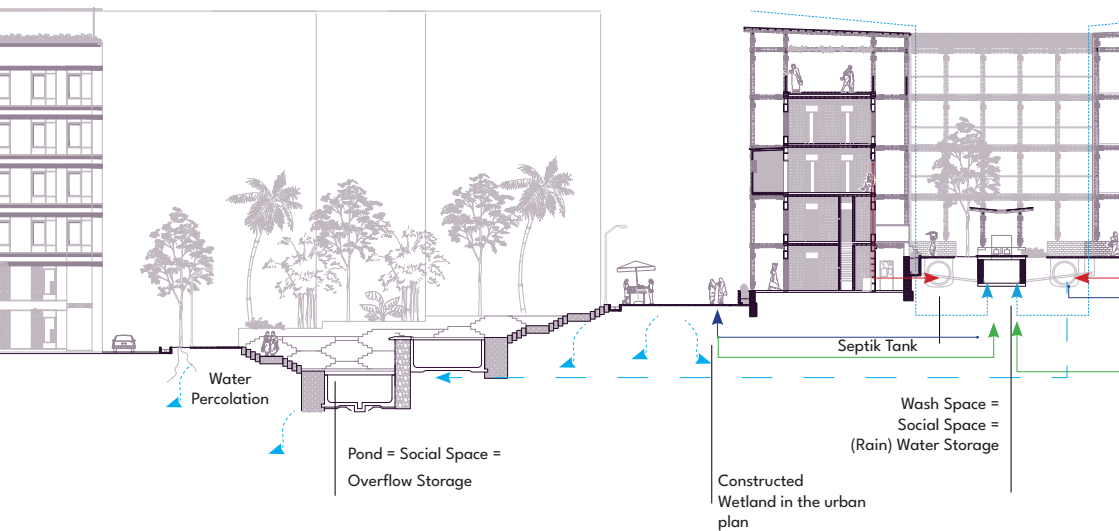 Water
Percolation
Pond = Social Space =
Overflow Storage
Septik Tank
Constructed
Wetland in the urban
plan
Wash Space =
Social Space =
(Rain) Water Storage